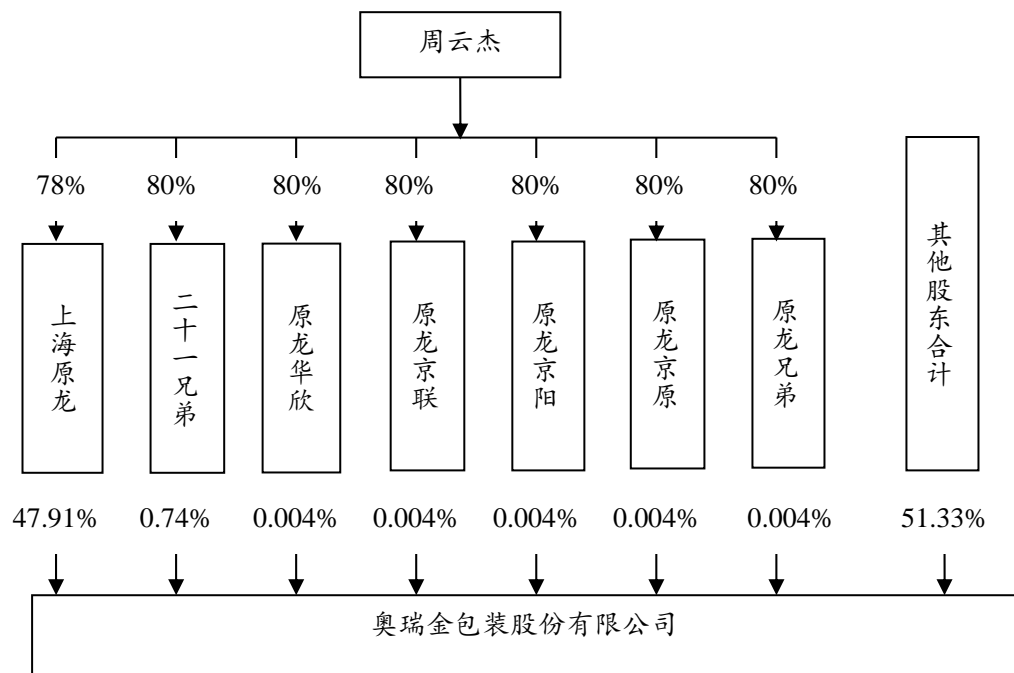 周云杰
78% 80% 80% 80% 80% 80% 80%
上海原龙
二十一兄弟
原龙华欣
原龙京联
原龙京阳
原龙京原
原龙兄弟
其他股东合计
47.91% 0.74% 0.004% 0.004% 0.004% 0.004% 0.004% 51.33%
奥瑞金包装股份有限公司